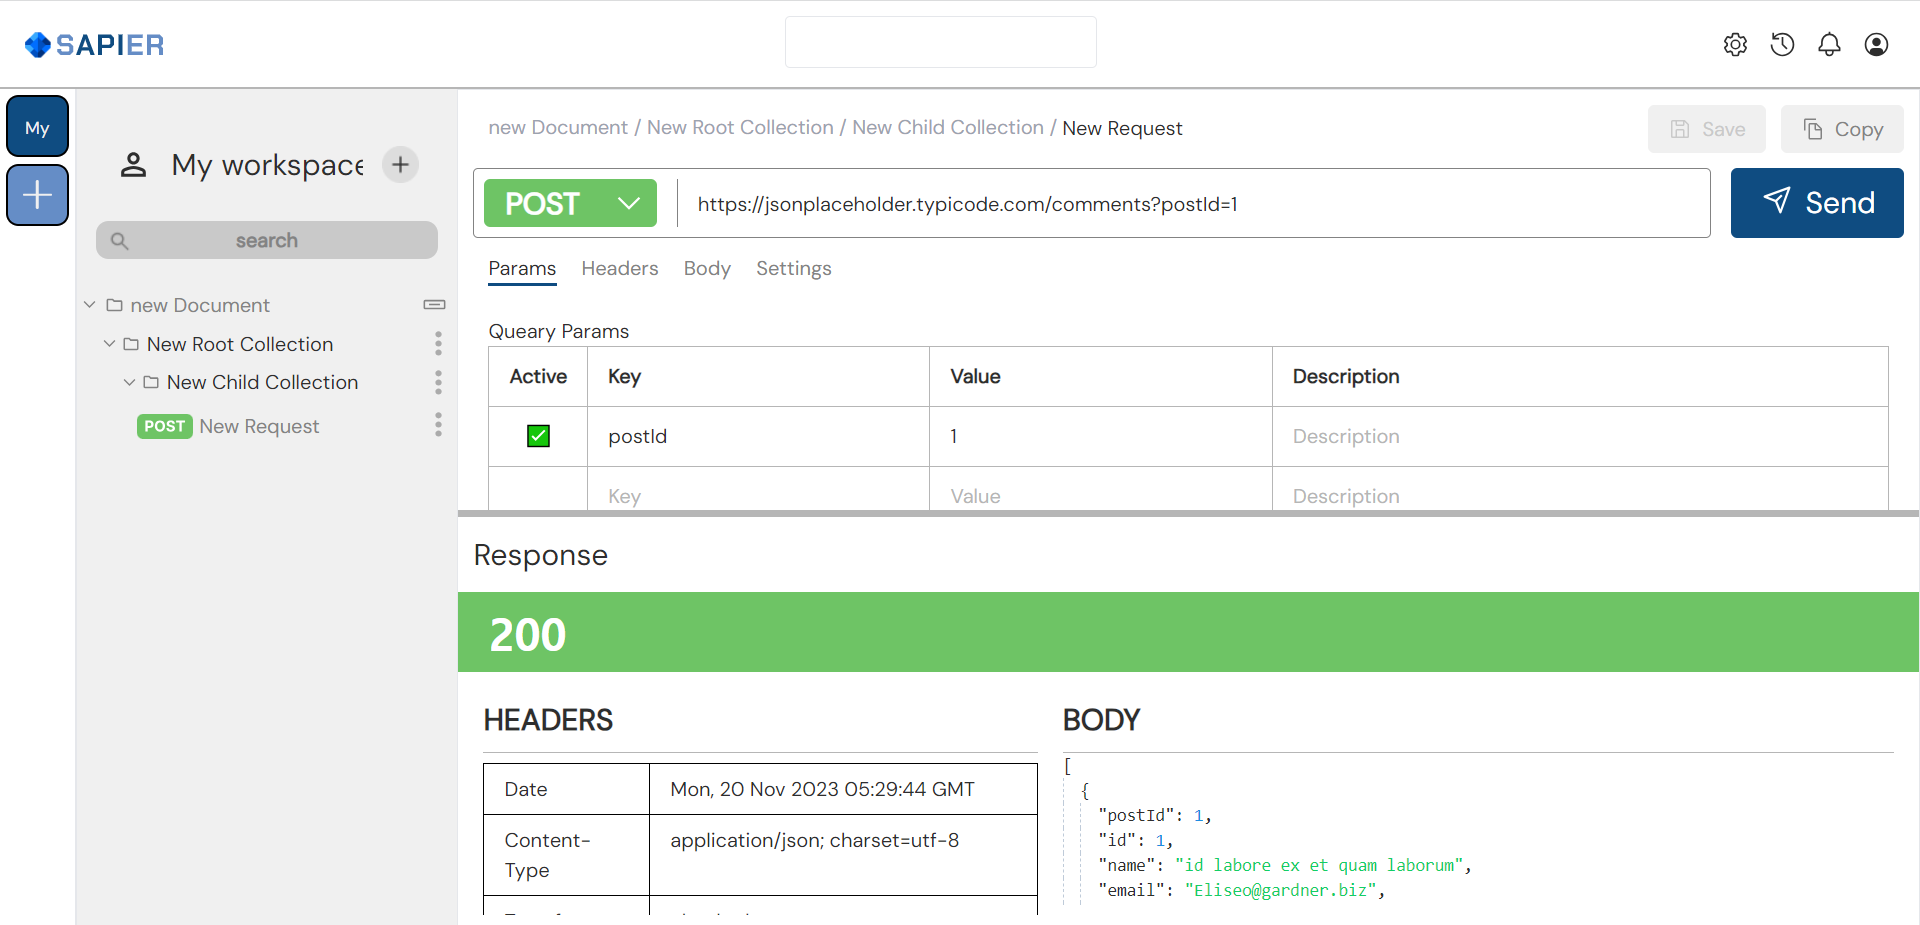 SAPIER
My
My workspace
search
new Document
New Root Collection
New Child Collection
POST New Request
new Document / New Root Collection / New Child Collection / New Request
Save
Copy
POST
https://jsonplaceholder.typicode.com/comments?postId=1
Send
Params Headers Body Settings
Queary Params
Active Key Value Description
postId 1 Description
Key Value Description
Response
200
HEADERS
Date Mon, 20 Nov 2023 05:29:44 GMT
Content-
Type
application/json; charset=utf-8
BODY
[
{
"postId": 1,
"id": 1,
"name": "id labore ex et quam laborum",
"email": "Eliseo@gardner.biz",